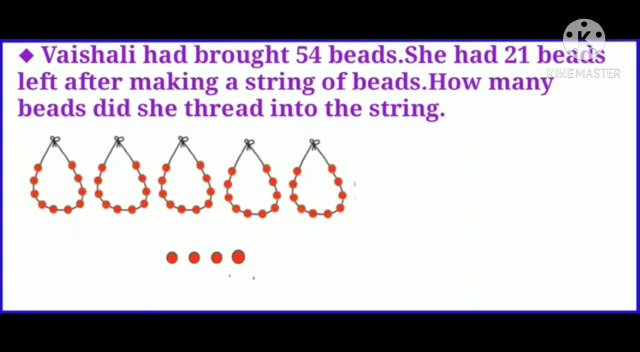 Vaishali had brought 54 beads.She had 21 beads
left after making a string of beads.How many
beads did she thread into the string.
KINEMASTER